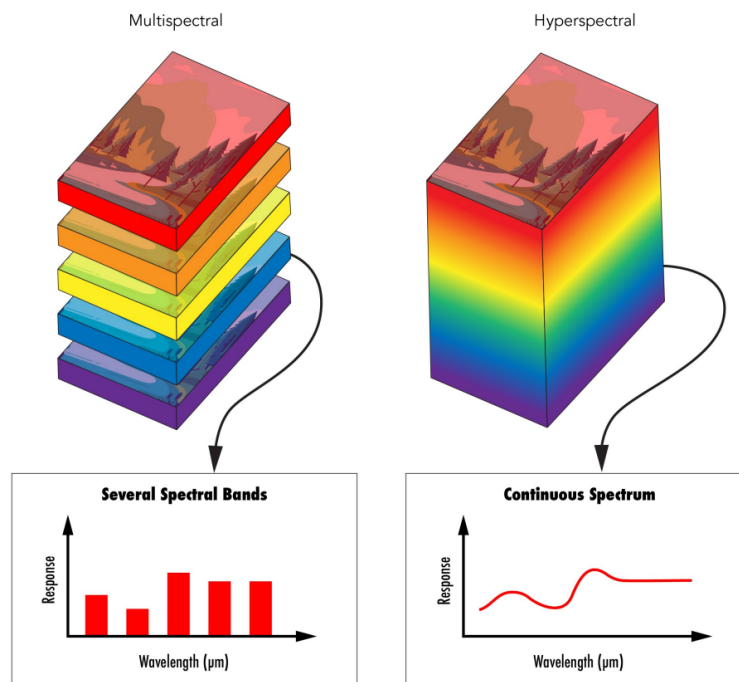 Multispectral
Hyperspectral
Several Spectral Bands
Response
Wavelength (μm)
Continuous Spectrum
Response
Wavelength (μm)